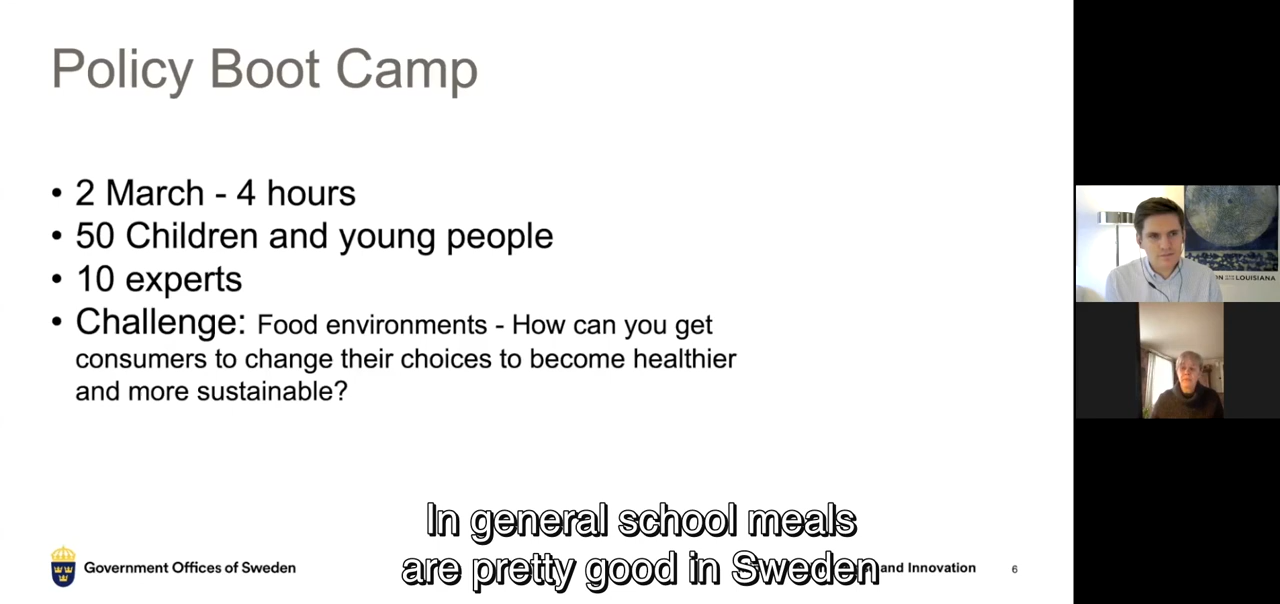 Policy Boot Camp
• 2 March - 4 hours
• 50 Children and young people
• 10 experts
• Challenge: Food environments - How can you get
consumers to change their choices to become healthier
and more sustainable?
In general school meals
are pretty good in Sweden
Government Offices of Sweden
and Innovation
6
LOUISIANA